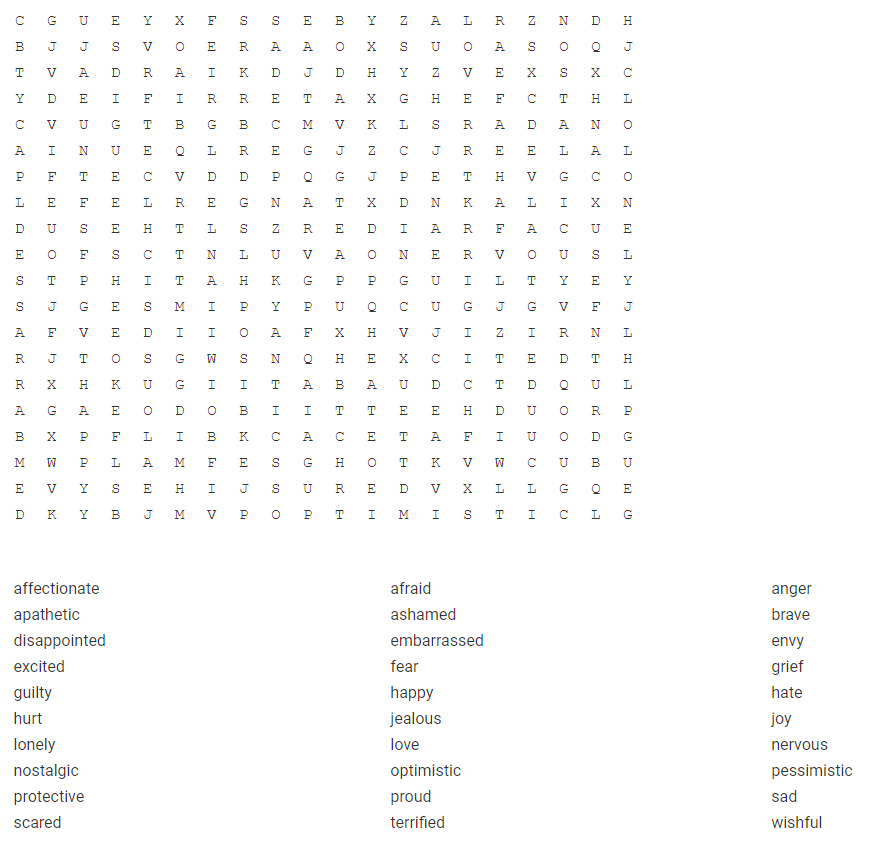 C G U E Y X F S S E B Y Z A L R Z N D H
B J J S V O E R A A O X S U O A S O Q J
T V A D R A I K D J D H Y Z V E X S X C
Y D E I F I R R E T A X G H E F C T H L
C V U G T B G B C M V K L S R A D A N O
A I N U E Q L R E G J Z C J R E E L A L
P F T E C V D D P Q G J P E T H V G C O
L E F E L R E G N A T X D N K A L I X N
D U S E H T L S Z R E D I A R F A C U E
E O F S C T N L U V A O N E R V O U S L
S T P H I T A H K G P P G U I L T Y E Y
S J G E S M I P Y P U Q C U G J G V F J
A F V E D I I O A F X H V J I Z I R N L
R J T O S G W S N Q H E X C I T E D T H
R X H K U G I I T A B A U D C T D Q U L
A G A E O D O B I I T T E E H D U O R P
B X P F L I B K C A C E T A F I U O D G
M W P L A M F E S G H O T K V W C U B U
E V Y S E H I J S U R E D V X L L G Q E
D K Y B J M V P O P T I M I S T I C L G
affectionate afraid anger
apathetic ashamed brave
disappointed embarrassed envy
excited fear grief
guilty happy hate
hurt jealous joy
lonely love nervous
nostalgic optimistic pessimistic
protective proud sad
scared terrified wishful